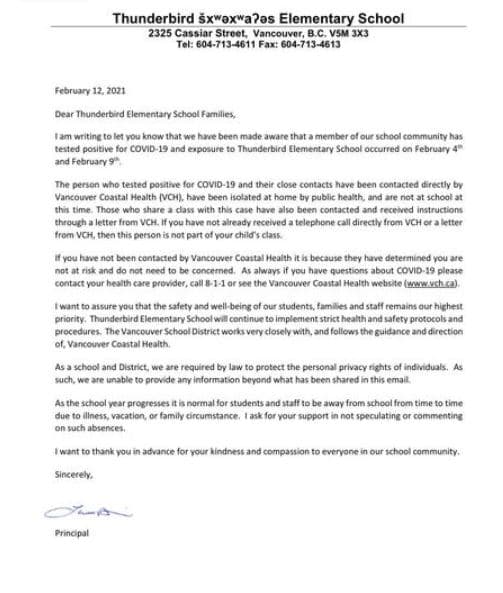 Thunderbird šxʷəxʷaʔəs Elementary School
2325 Cassiar Street, Vancouver, B.C. V5M 3X3
Tel: 604-713-4611 Fax: 604-713-4613
February 12, 2021
Dear Thunderbird Elementary School Families,
I am writing to let you know that we have been made aware that a member of our school community has
tested positive for COVID-19 and exposure to Thunderbird Elementary School occurred on February 4th
and February 9th.
The person who tested positive for COVID-19 and their close contacts have been contacted directly by
Vancouver Coastal Health (VCH), have been isolated at home by public health, and are not at school at
this time. Those who share a class with this case have also been contacted and received instructions
through a letter from VCH. If you have not already received a telephone call directly from VCH or a letter
from VCH, then this person is not part of your child's class.
If you have not been contacted by Vancouver Coastal Health it is because they have determined you are
not at risk and do not need to be concerned. As always if you have questions about COVID-19 please
contact your health care provider, call 8-1-1 or see the Vancouver Coastal Health website (www.vch.ca).
I want to assure you that the safety and well-being of our students, families and staff remains our highest
priority. Thunderbird Elementary School will continue to implement strict health and safety protocols and
procedures. The Vancouver School District works very closely with, and follows the guidance and direction
of, Vancouver Coastal Health.
As a school and District, we are required by law to protect the personal privacy rights of individuals. As
such, we are unable to provide any information beyond what has been shared in this email.
As the school year progresses it is normal for students and staff to be away from school from time to time
due to illness, vacation, or family circumstance. I ask for your support in not speculating or commenting
on such absences.
I want to thank you in advance for your kindness and compassion to everyone in our school community.
Sincerely,
Principal